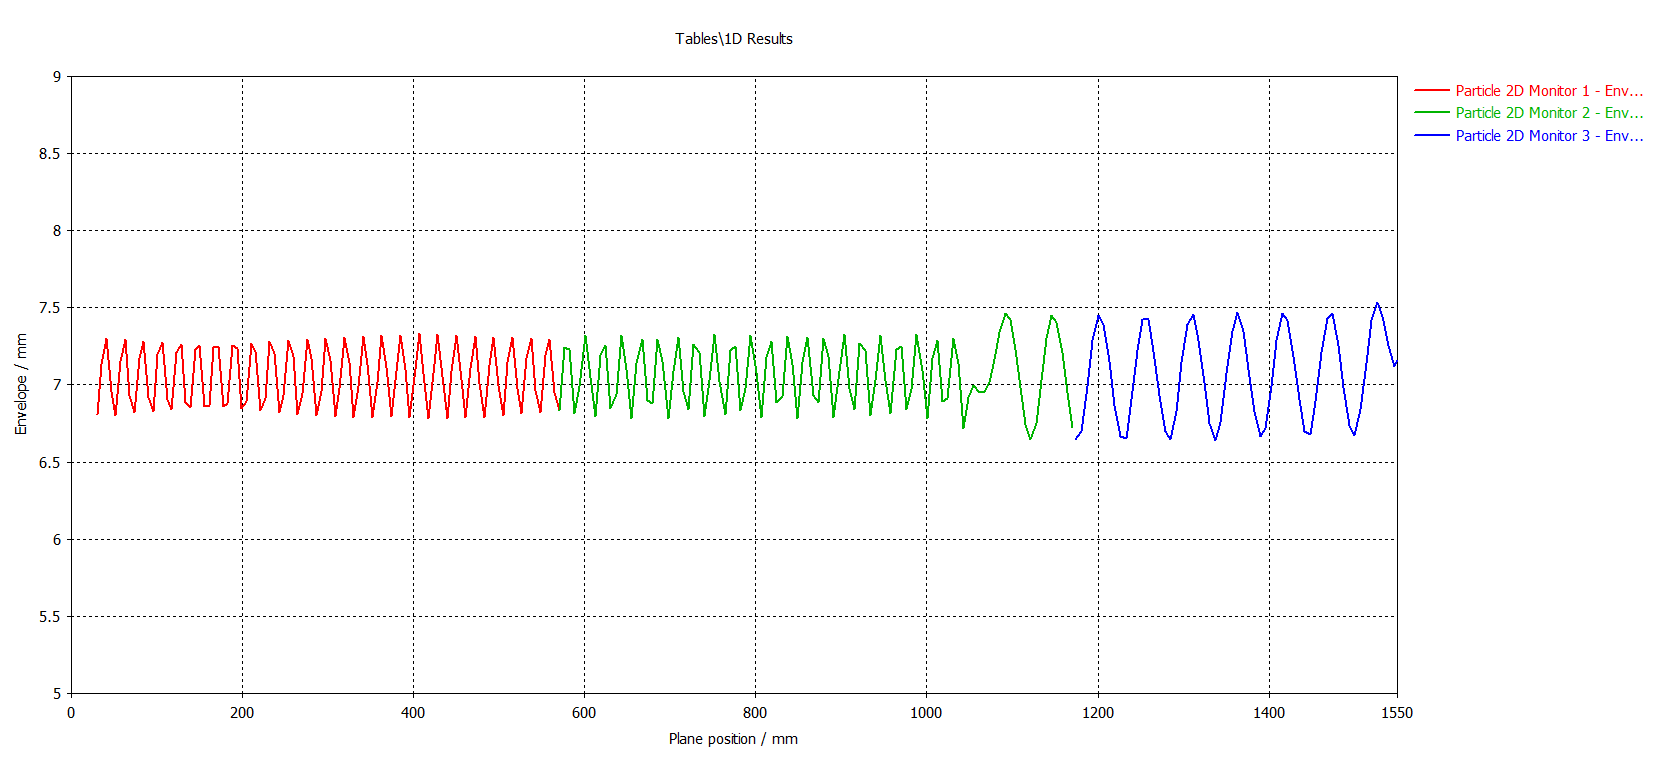 Tables\1D Results
9
8.5
8
7.5
7
6.5
6
5.5
5
Envelope / mm
0 200 400 600 800 1000 1200 1400 1550
Plane position / mm
Particle 2D Monitor 1 - Env...
Particle 2D Monitor 2 - Env...
Particle 2D Monitor 3 - Env...